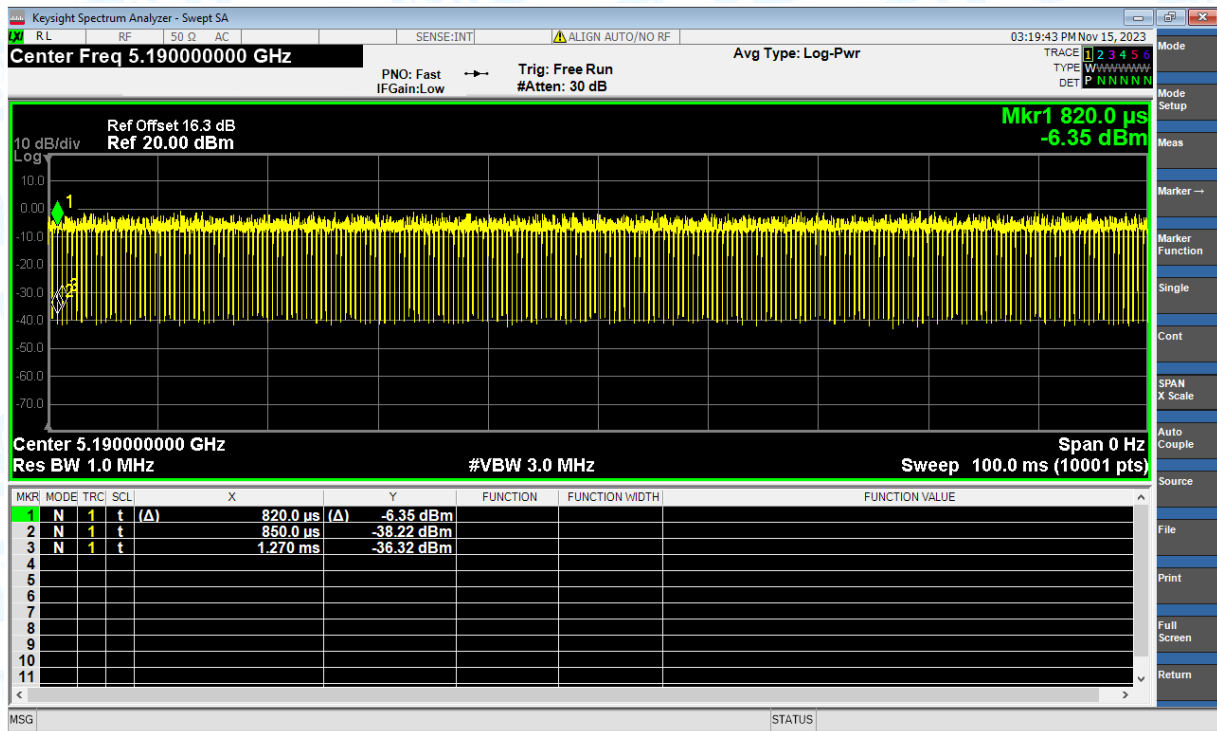 Keysight Spectrum Analyzer - Swept SA
LXI RL RF 50 Ω AC SENSE:INT ALIGN AUTO/NO RF 03:19:43 PM Nov 15, 2023
Center Freq 5.190000000 GHz
PNO: Fast
IFGain:Low
Trig: Free Run
#Atten: 30 dB
Avg Type: Log-Pwr
TRACE 1 2 3 4 5 6
TYPE WWWWWW
DET P N N N N N
Mkr1 820.0 µs
-6.35 dBm
Ref Offset 16.3 dB
10 dB/div Ref 20.00 dBm
Log
10.0
0.00
-10.0
-20.0
-30.0
-40.0
-50.0
-60.0
-70.0
1
2
3
Center 5.190000000 GHz Span 0 Hz
Res BW 1.0 MHz #VBW 3.0 MHz Sweep 100.0 ms (10001 pts)
MKR MODE TRC SCL X Y FUNCTION FUNCTION WIDTH FUNCTION VALUE
1 N 1 t (Δ) 820.0 µs (Δ) -6.35 dBm
2 N 1 t 850.0 µs -38.22 dBm
3 N 1 t 1.270 ms -36.32 dBm
4
5
6
7
8
9
10
11
MSG STATUS
Mode
Mode
Setup
Meas
Marker →
Marker
Function
Single
Cont
SPAN
X Scale
Auto
Couple
Source
File
Print
Full
Screen
Return